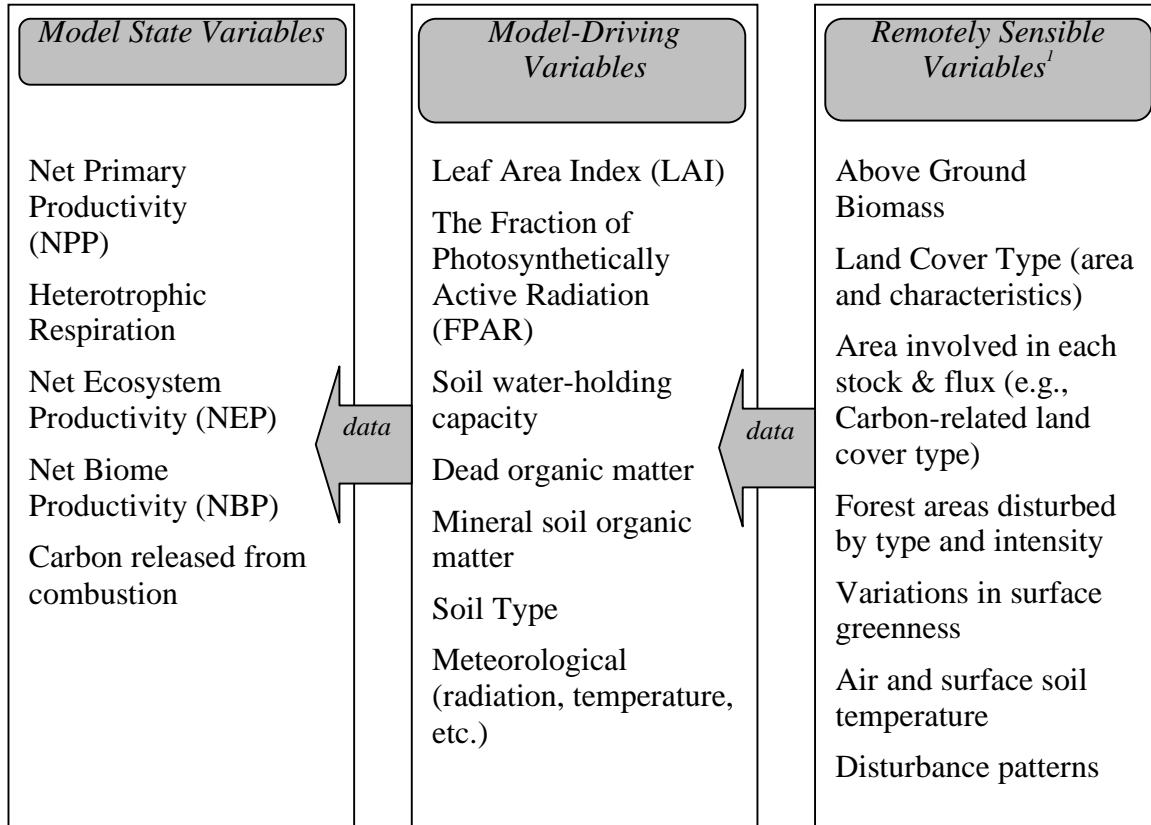 Model State Variables
Net Primary
Productivity
(NPP)
Heterotrophic
Respiration
Net Ecosystem
Productivity (NEP)
Net Biome
Productivity (NBP)
Carbon released from
combustion
data
Model-Driving
Variables
Leaf Area Index (LAI)
The Fraction of
Photosynthetically
Active Radiation
(FPAR)
Soil water-holding
capacity
Dead organic matter
Mineral soil organic
matter
Soil Type
Meteorological
(radiation, temperature,
etc.)
data
Remotely Sensible
Variables¹
Above Ground
Biomass
Land Cover Type (area
and characteristics)
Area involved in each
stock & flux (e.g.,
Carbon-related land
cover type)
Forest areas disturbed
by type and intensity
Variations in surface
greenness
Air and surface soil
temperature
Disturbance patterns